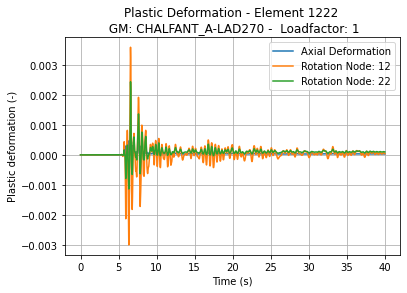 Plastic Deformation - Element 1222
GM: CHALFANT_A-LAD270 -  Loadfactor: 1
Axial Deformation
Rotation Node: 12
Rotation Node: 22
Plastic deformation (-)
0.003
0.002
0.001
0.000
−0.001
−0.002
−0.003
0 5 10 15 20 25 30 35 40
Time (s)